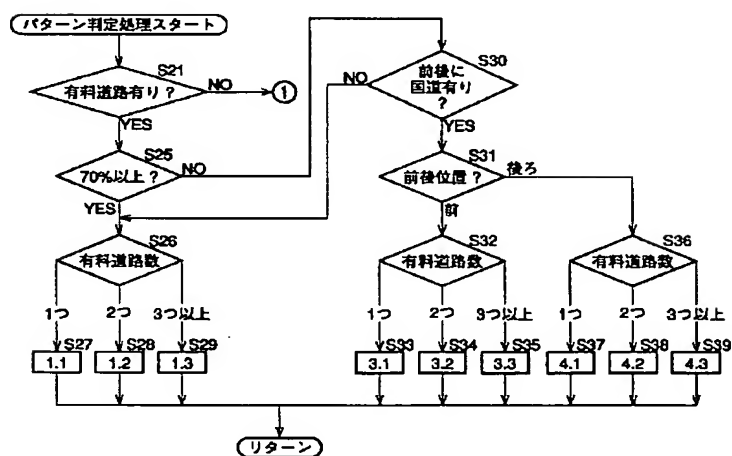 パターン判定処理スタート
S21
有料道路有り？
NO
1
YES
S25
70%以上？
NO
YES
S26
有料道路数
1つ
2つ
3つ以上
S27
1.1
S28
1.2
S29
1.3
S30
前後に
国道有り
？
NO
YES
S31
前後位置？
後ろ
前
S32
有料道路数
1つ
2つ
3つ以上
S33
3.1
S34
3.2
S35
3.3
S36
有料道路数
1つ
2つ
3つ以上
S37
4.1
S38
4.2
S39
4.3
リターン